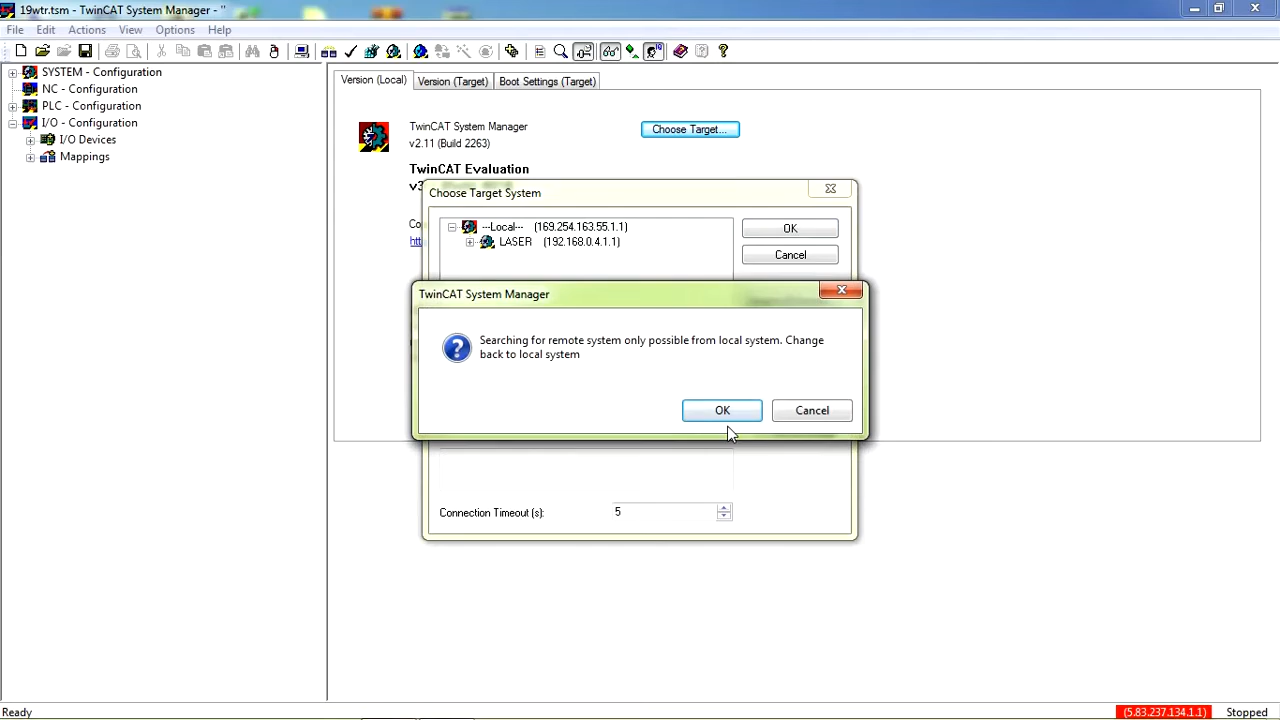 19wtr.tsm - TwinCAT System Manager - ''
File Edit Actions View Options Help
SYSTEM - Configuration
NC - Configuration
PLC - Configuration
I/O - Configuration
I/O Devices
Mappings
Version (Local) Version (Target) Boot Settings (Target)
TwinCAT System Manager
v2.11 (Build 2263)
Choose Target...
TwinCAT Evaluation
Choose Target System
---Local--- (169.254.163.55.1.1)
LASER (192.168.0.4.1.1)
OK
Cancel
TwinCAT System Manager
Searching for remote system only possible from local system. Change
back to local system
OK Cancel
Connection Timeout (s): 5
Ready (5.83.237.134.1.1) Stopped